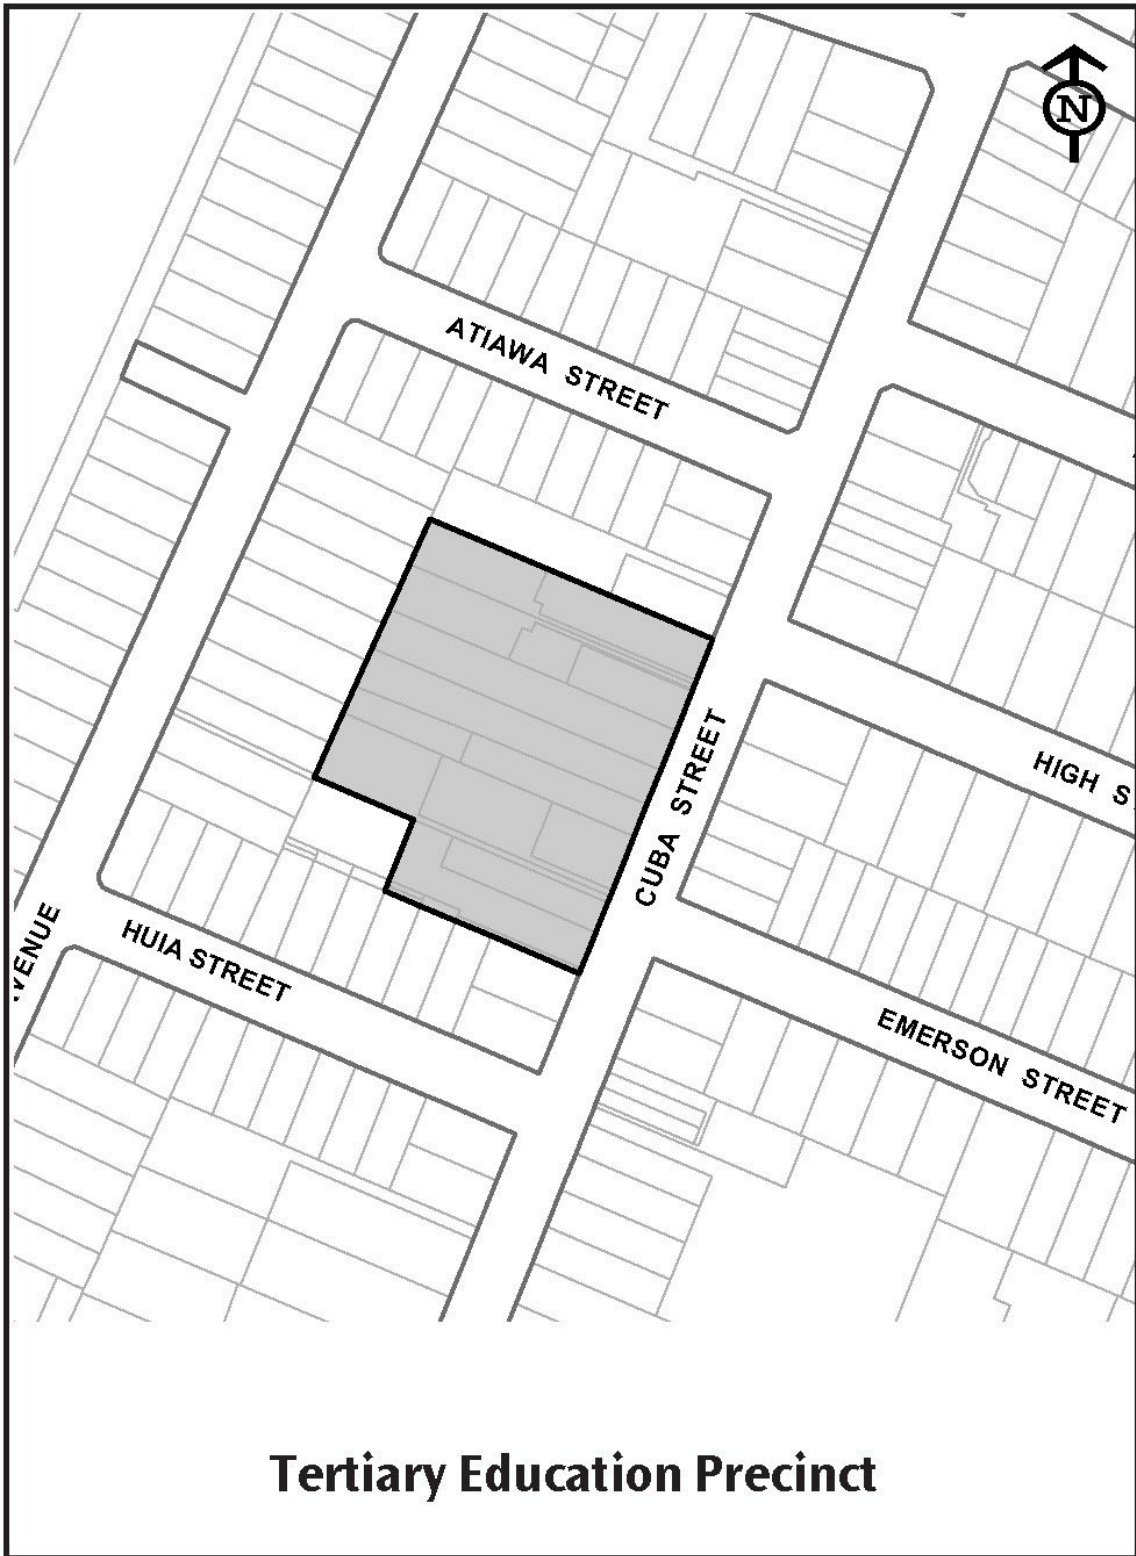 N
ATIAWA STREET
CUBA STREET
HIGH S
HUIA STREET
VENUE
EMERSON STREET
Tertiary Education Precinct